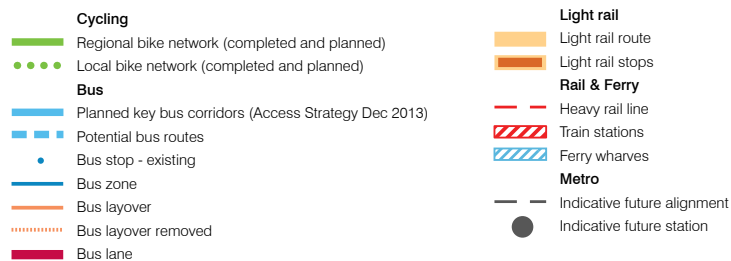 Cycling
Regional bike network (completed and planned)
Local bike network (completed and planned)
Bus
Planned key bus corridors (Access Strategy Dec 2013)
Potential bus routes
Bus stop - existing
Bus zone
Bus layover
Bus layover removed
Bus lane
Light rail
Light rail route
Light rail stops
Rail & Ferry
Heavy rail line
Train stations
Ferry wharves
Metro
Indicative future alignment
Indicative future station